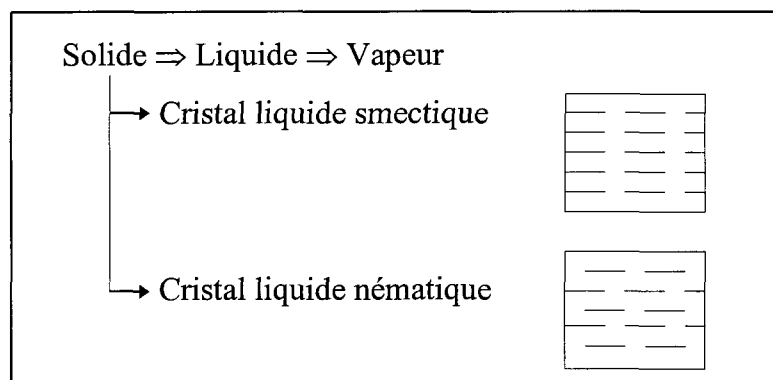 Solide ⇒ Liquide ⇒ Vapeur
Cristal liquide smectique
Cristal liquide nématique